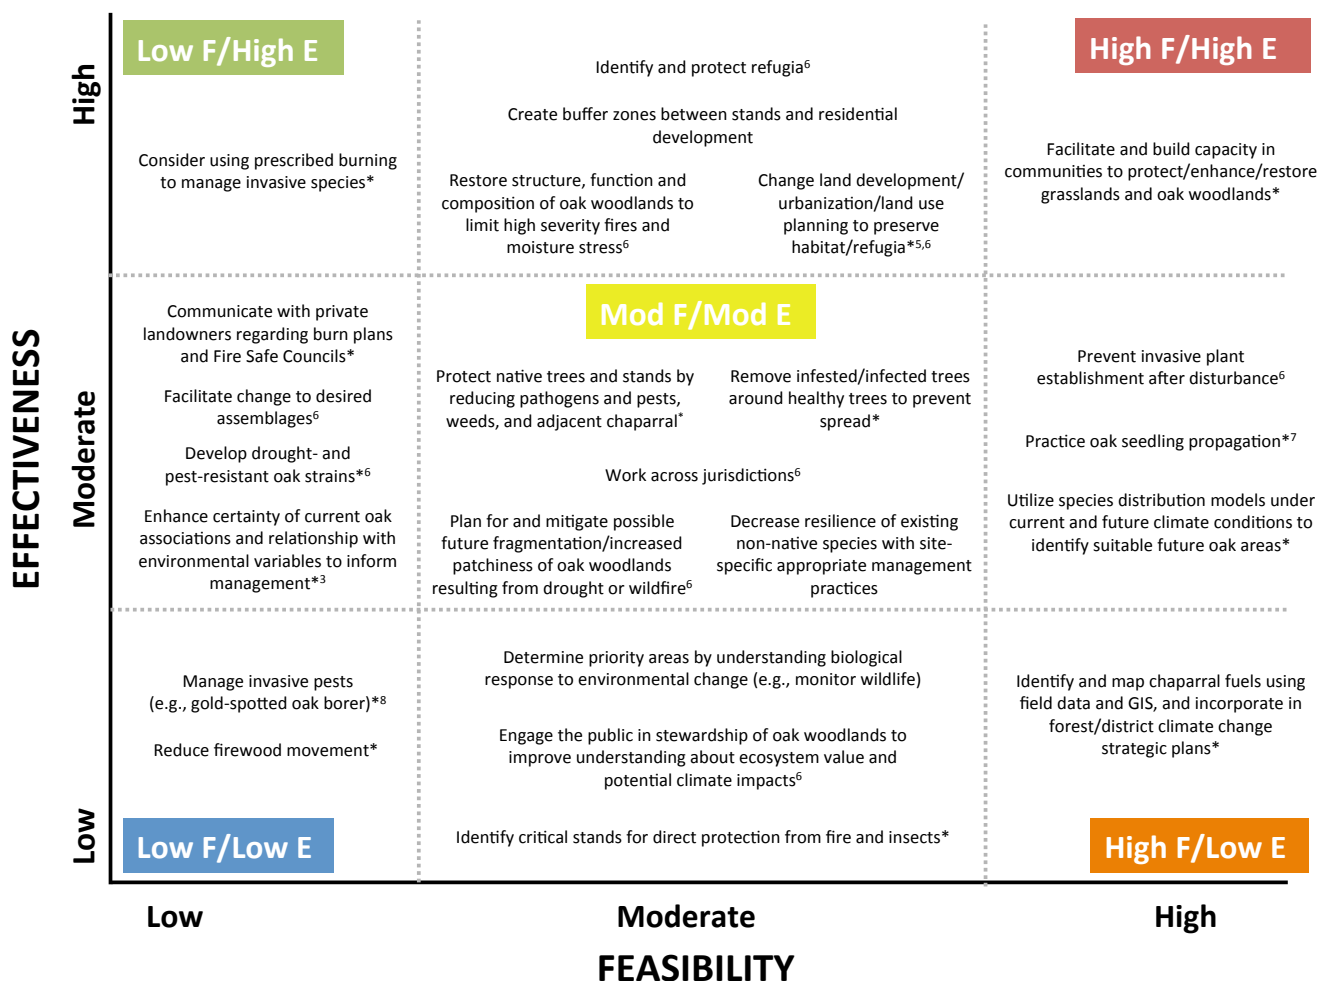 Low F/High E
High F/High E
High
Identify and protect refugia⁶
Create buffer zones between stands and residential
development
Consider using prescribed burning
to manage invasive species*
Restore structure, function and
composition of oak woodlands to
limit high severity fires and
moisture stress⁶
Change land development/
urbanization/land use
planning to preserve
habitat/refugia*⁵,⁶
Facilitate and build capacity in
communities to protect/enhance/restore
grasslands and oak woodlands*
EFFECTIVENESS
Moderate
Communicate with private
landowners regarding burn plans
and Fire Safe Councils*
Facilitate change to desired
assemblages⁶
Develop drought- and
pest-resistant oak strains*⁶
Enhance certainty of current oak
associations and relationship with
environmental variables to inform
management*³
Mod F/Mod E
Protect native trees and stands by
reducing pathogens and pests,
weeds, and adjacent chaparral*
Remove infested/infected trees
around healthy trees to prevent
spread*
Work across jurisdictions⁶
Plan for and mitigate possible
future fragmentation/increased
patchiness of oak woodlands
resulting from drought or wildfire⁶
Decrease resilience of existing
non-native species with site-
specific appropriate management
practices
Prevent invasive plant
establishment after disturbance⁶
Practice oak seedling propagation*⁷
Utilize species distribution models under
current and future climate conditions to
identify suitable future oak areas*
Low
Manage invasive pests
(e.g., gold-spotted oak borer)*⁸
Reduce firewood movement*
Low F/Low E
Determine priority areas by understanding biological
response to environmental change (e.g., monitor wildlife)
Engage the public in stewardship of oak woodlands to
improve understanding about ecosystem value and
potential climate impacts⁶
Identify critical stands for direct protection from fire and insects*
Identify and map chaparral fuels using
field data and GIS, and incorporate in
forest/district climate change
strategic plans*
High F/Low E
Low
Moderate
High
FEASIBILITY